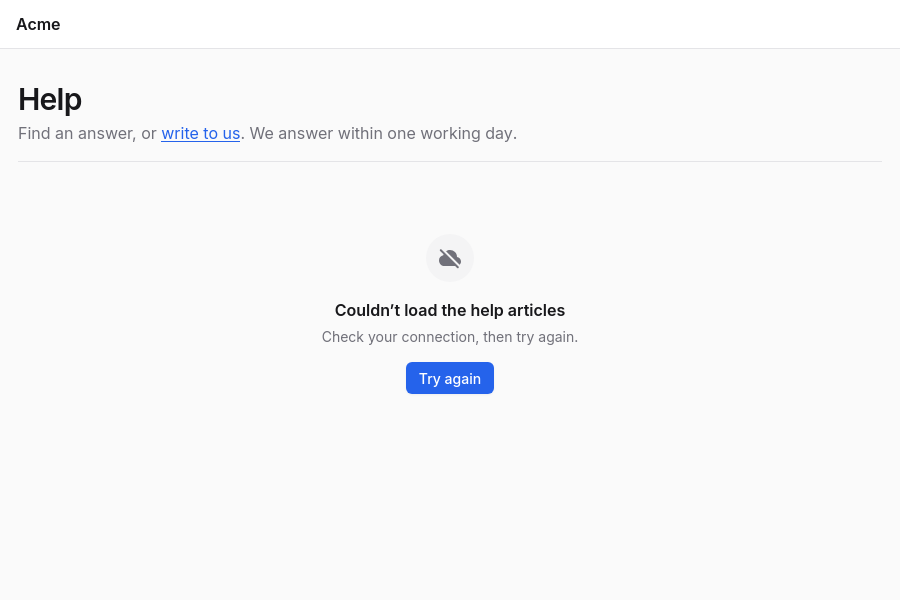 Acme
Help
Find an answer, or write to us. We answer within one working day.
Couldn’t load the help articles
Check your connection, then try again.
Try again